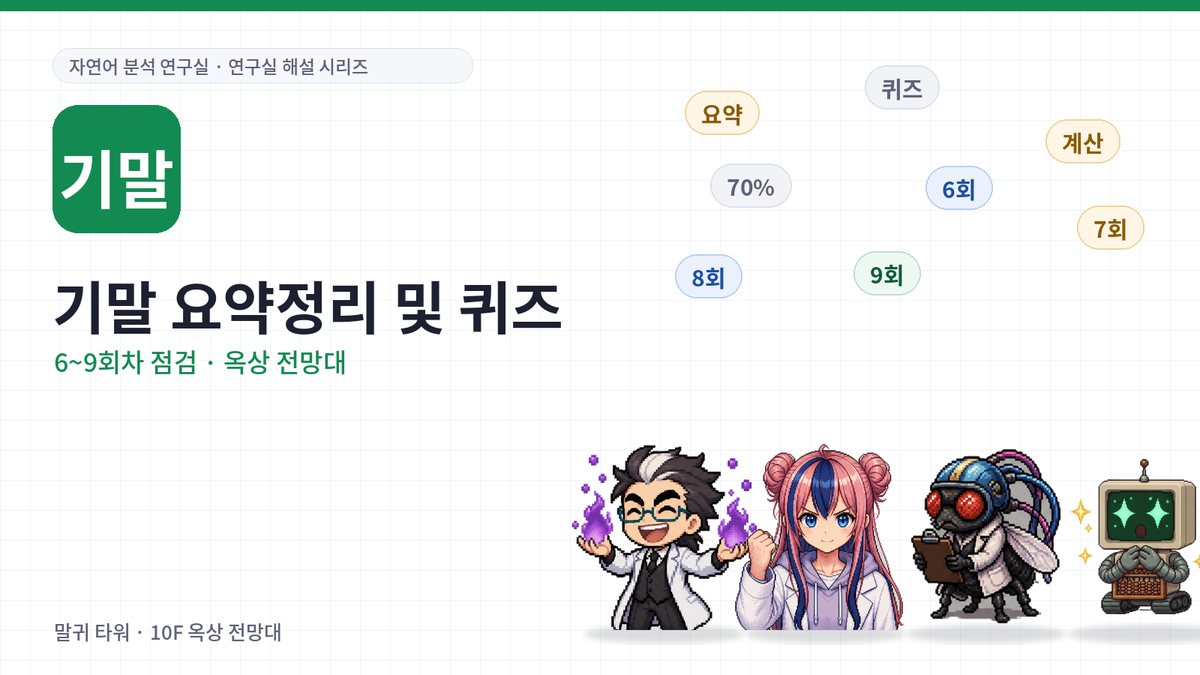 자연어 분석 연구실 · 연구실 해설 시리즈
기말
기말 요약정리 및 퀴즈
6~9회차 점검 · 옥상 전망대
요약
퀴즈
계산
70%
6회
7회
8회
9회
말귀 타워 · 10F 옥상 전망대